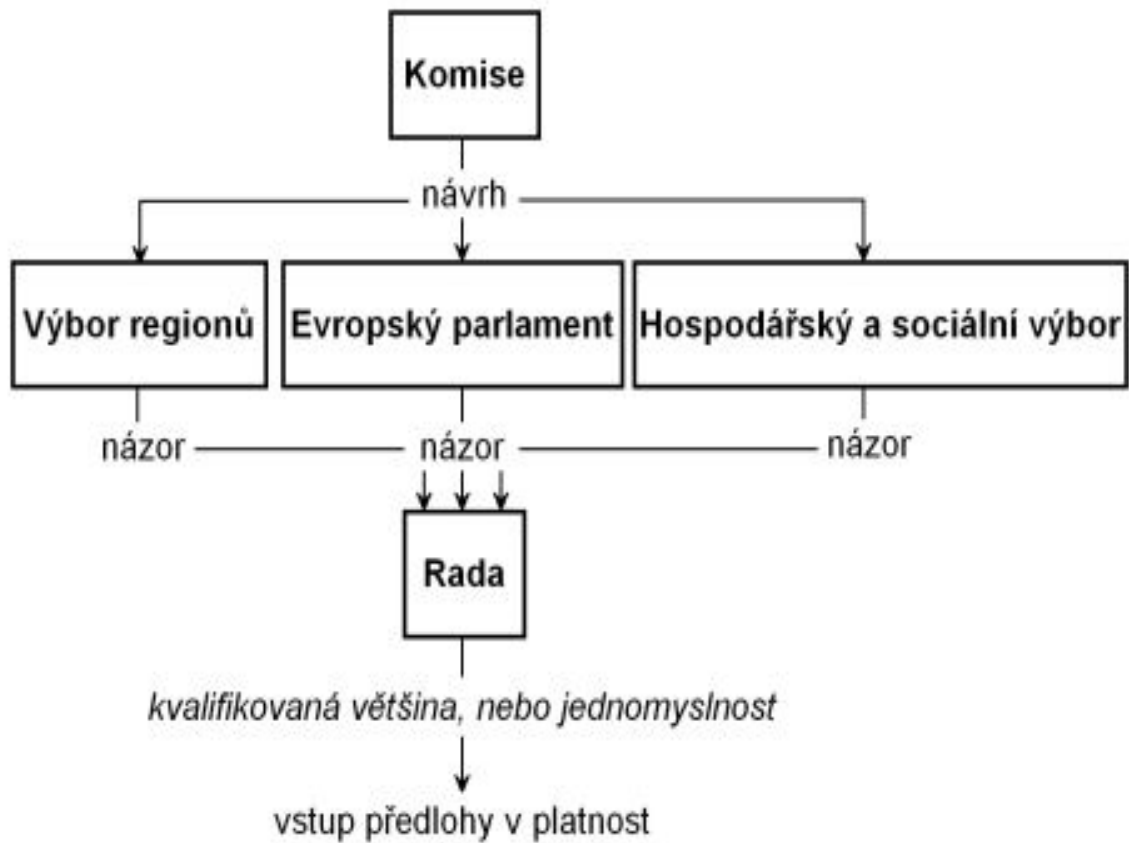 Komise
návrh
Výbor regionů
Evropský parlament
Hospodářský a sociální výbor
názor
názor
názor
Rada
kvalifikovaná většina, nebo jednomyslnost
vstup předlohy v platnost